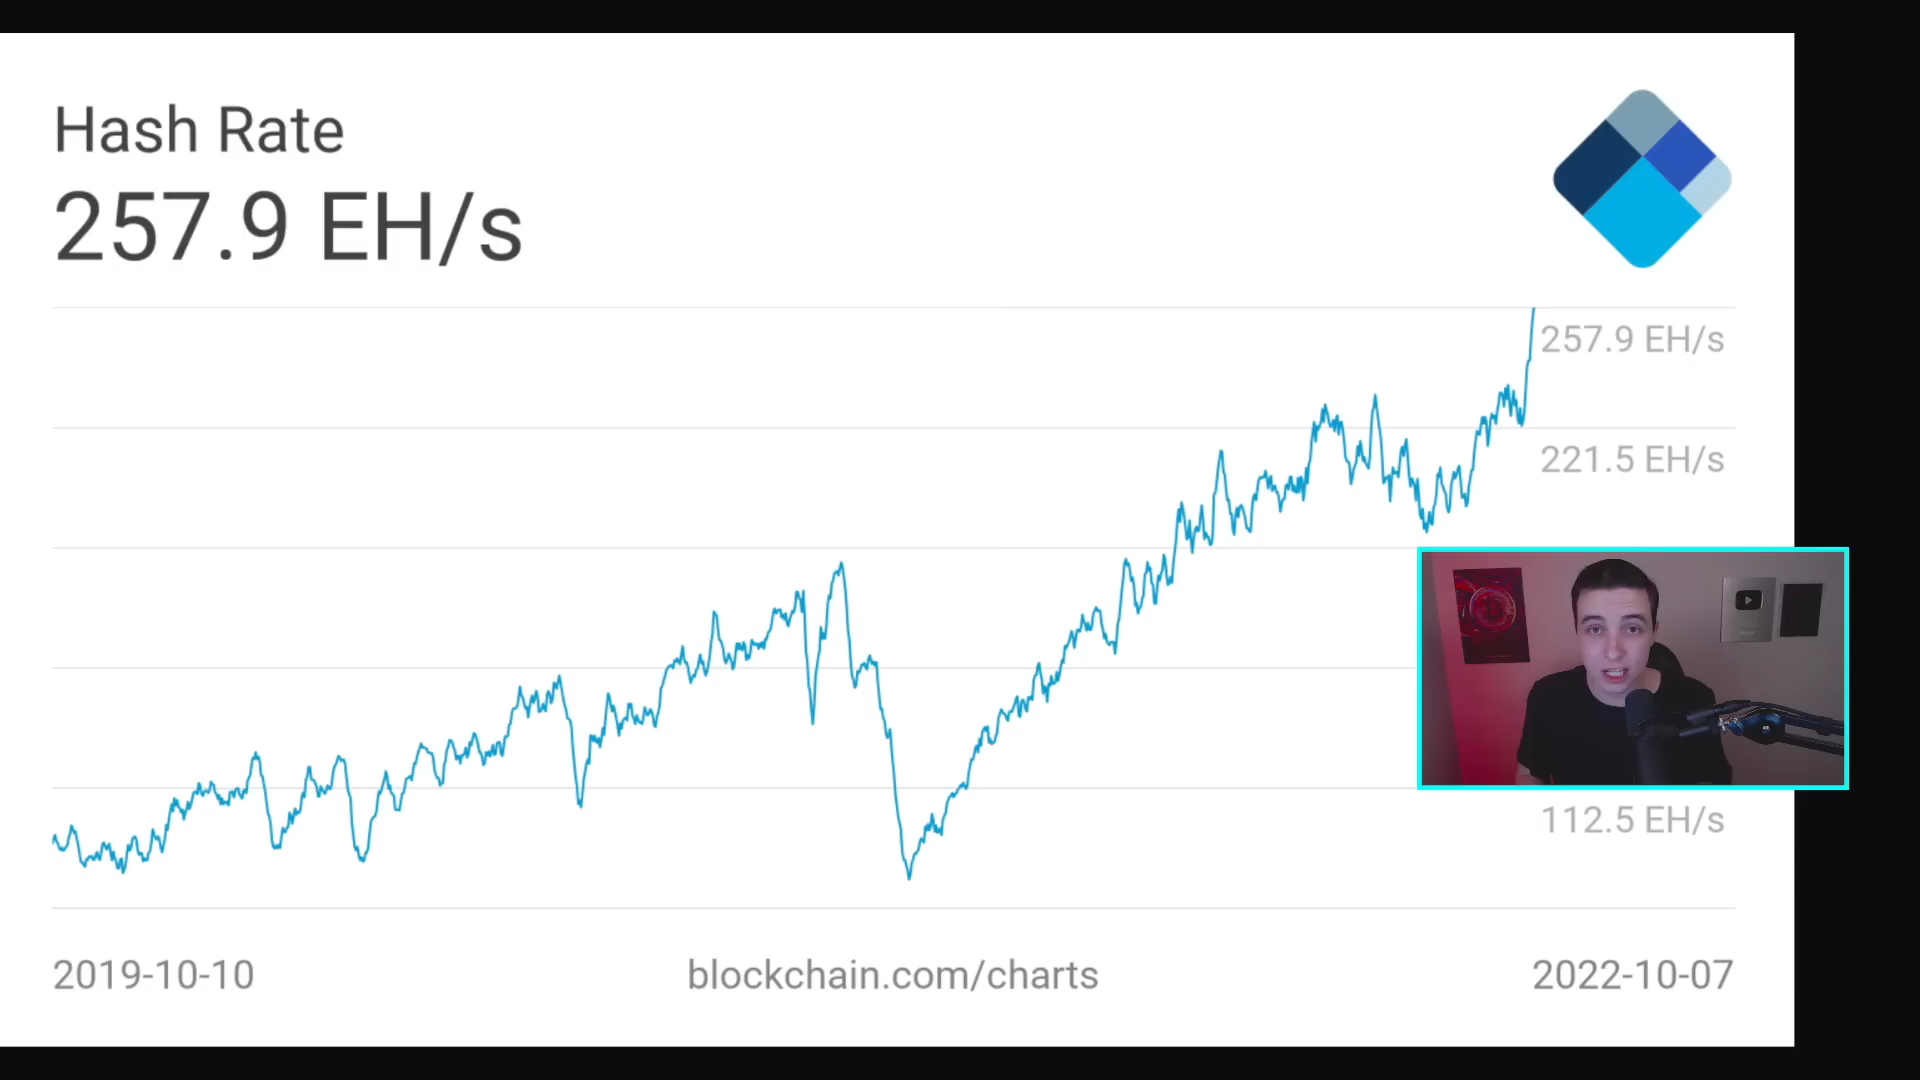 Hash Rate
257.9 EH/s
257.9 EH/s
221.5 EH/s
112.5 EH/s
2019-10-10
blockchain.com/charts
2022-10-07